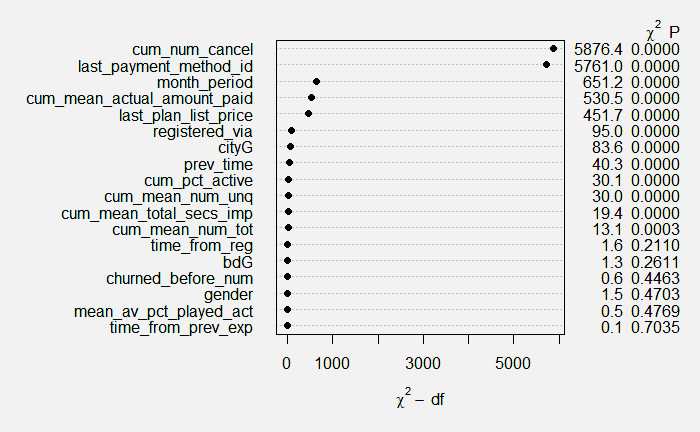 χ2 P
cum_num_cancel 5876.4 0.0000
last_payment_method_id 5761.0 0.0000
month_period 651.2 0.0000
cum_mean_actual_amount_paid 530.5 0.0000
last_plan_list_price 451.7 0.0000
registered_via 95.0 0.0000
cityG 83.6 0.0000
prev_time 40.3 0.0000
cum_pct_active 30.1 0.0000
cum_mean_num_unq 30.0 0.0000
cum_mean_total_secs_imp 19.4 0.0000
cum_mean_num_tot 13.1 0.0003
time_from_reg 1.6 0.2110
bdG 1.3 0.2611
churned_before_num 0.6 0.4463
gender 1.5 0.4703
mean_av_pct_played_act 0.5 0.4769
time_from_prev_exp 0.1 0.7035
0 1000 3000 5000
χ2 − df